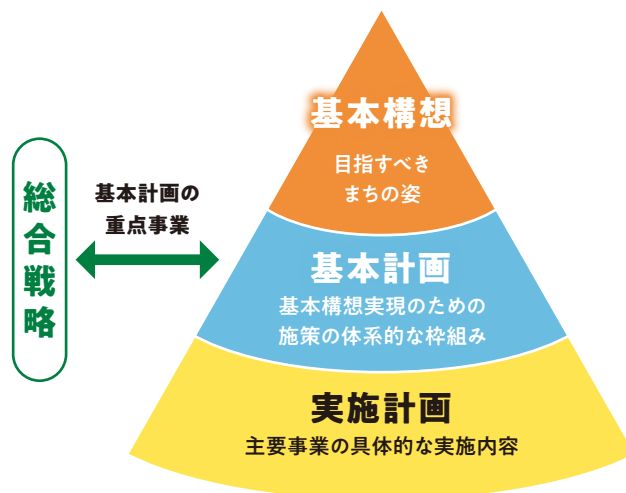 基本構想
目指すべき
まちの姿
総合戦略
基本計画の
重点事業
基本計画
基本構想実現のための
施策の体系的な枠組み
実施計画
主要事業の具体的な実施内容